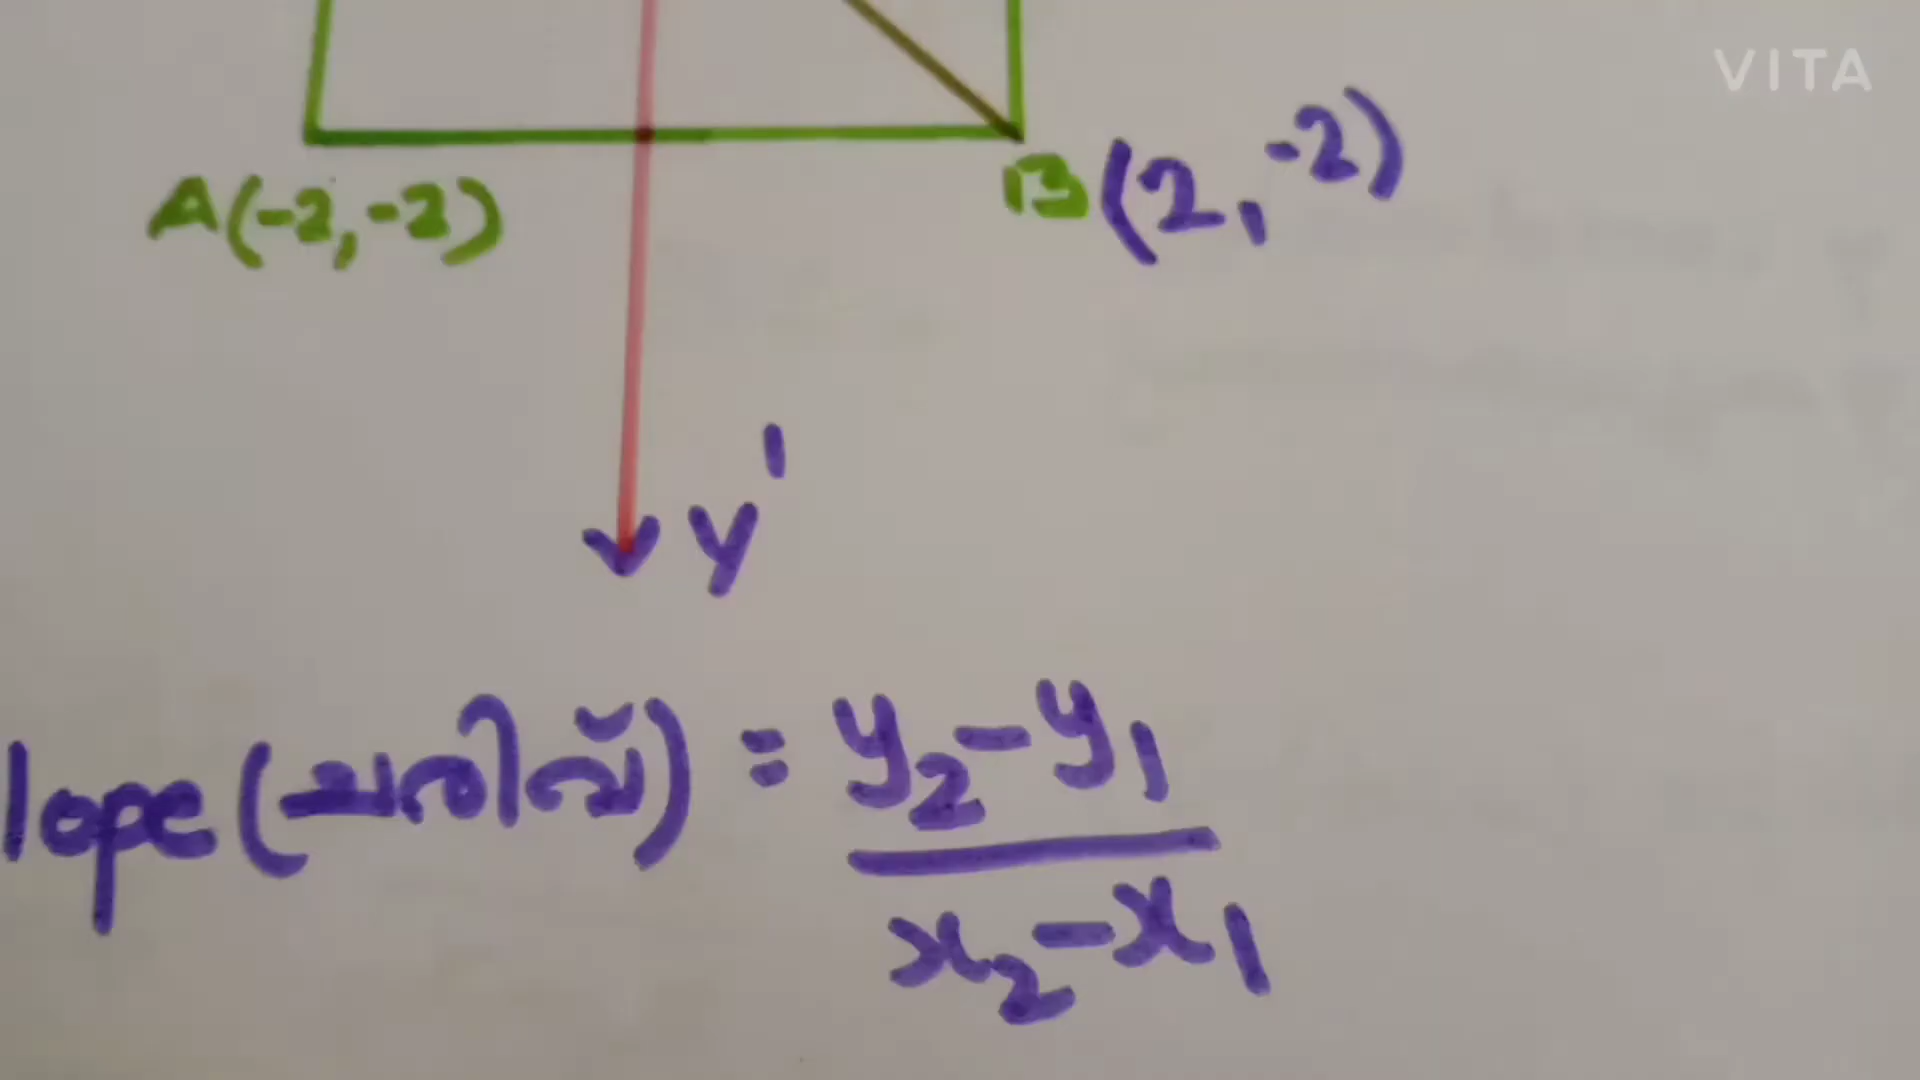 VITA
A(-2,-2) B(2,-2)
y'
lope(ചരിവ്) = y₂-y₁
x₂-x₁